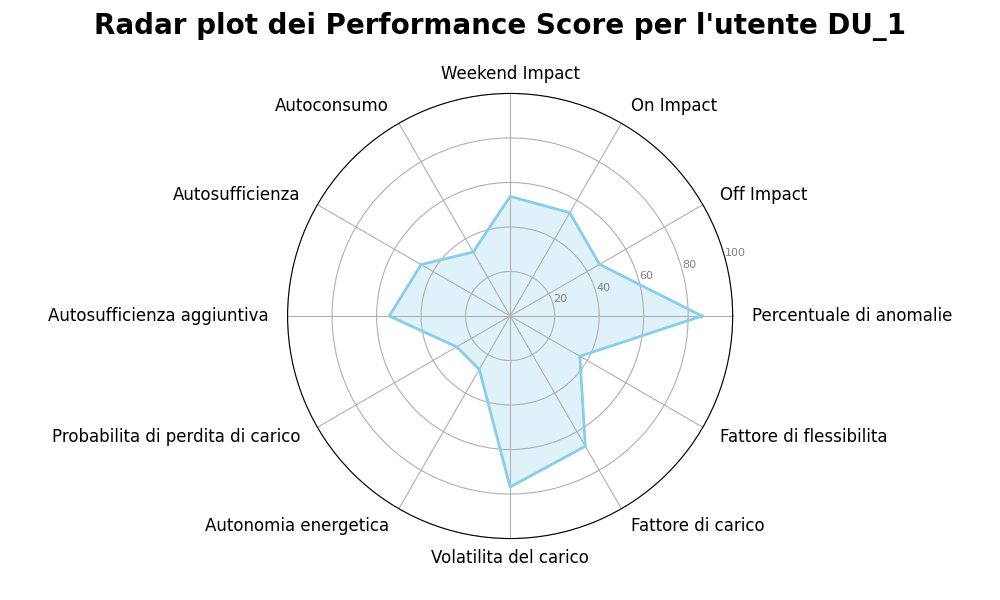 Radar plot dei Performance Score per l'utente DU_1
Weekend Impact
Autoconsumo
On Impact
Autosufficienza
Off Impact
100
80
60
40
20
Autosufficienza aggiuntiva
Percentuale di anomalie
Probabilita di perdita di carico
Fattore di flessibilita
Autonomia energetica
Fattore di carico
Volatilita del carico